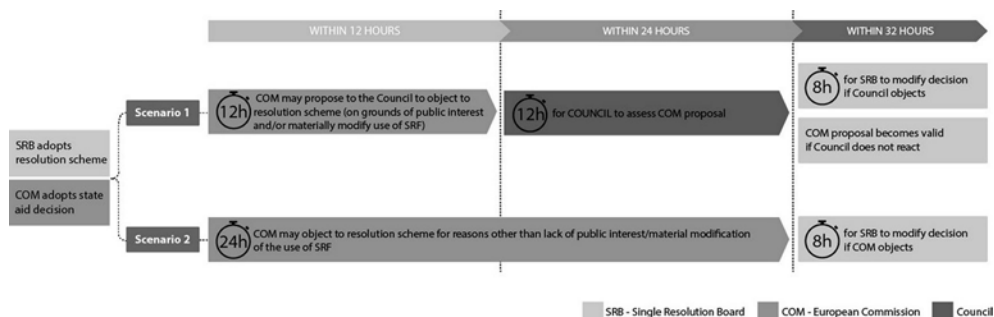 WITHIN 12 HOURS
WITHIN 24 HOURS
WITHIN 32 HOURS
SRB adopts
resolution scheme
COM adopts state
aid decision
Scenario 1
12h
COM may propose to the Council to object to
resolution scheme (on grounds of public interest
and/or materially modify use of SRF)
12h
for COUNCIL to assess COM proposal
8h
for SRB to modify decision
if Council objects
COM proposal becomes valid
if Council does not react
Scenario 2
24h
COM may object to resolution scheme for reasons other than lack of public interest/material modification
of the use of SRF
8h
for SRB to modify decision
if COM objects
SRB - Single Resolution Board
COM - European Commission
Council